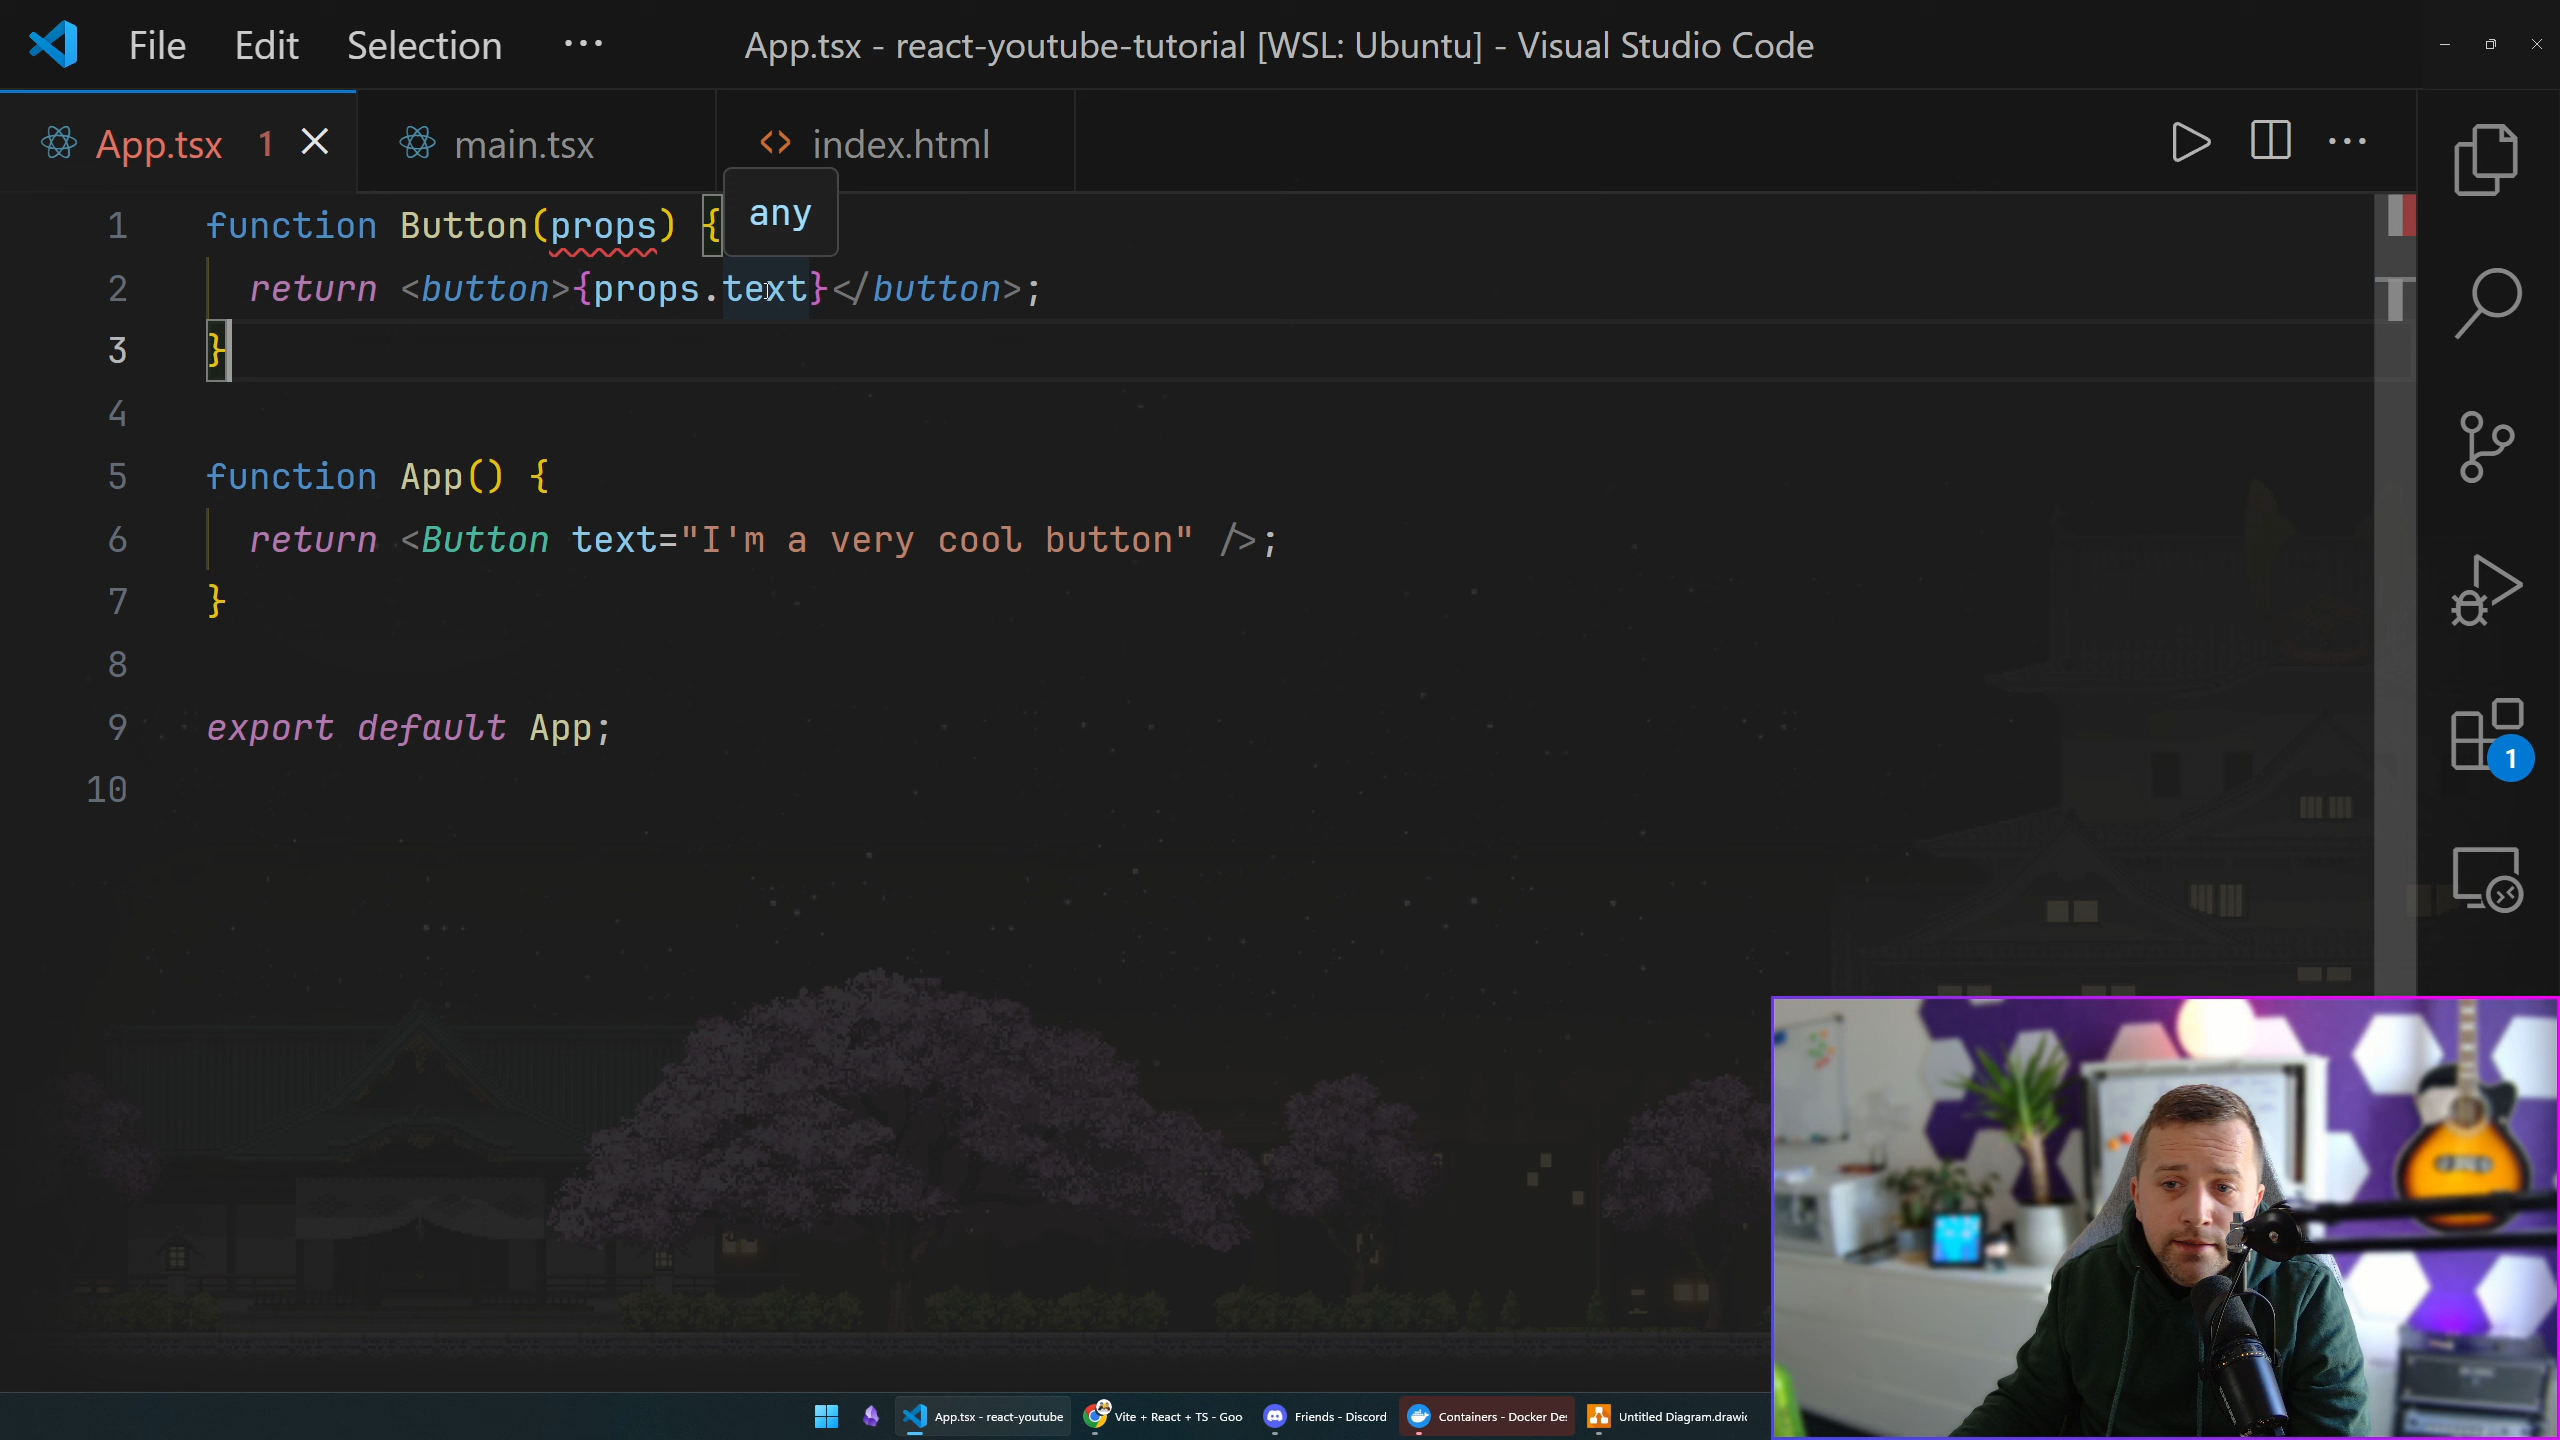 File Edit Selection ··· App.tsx - react-youtube-tutorial [WSL: Ubuntu] - Visual Studio Code
App.tsx 1 main.tsx index.html
any
1 function Button(props) {
2 return <button>{props.text}</button>;
3 }
4
5 function App() {
6 return <Button text="I'm a very cool button" />;
7 }
8
9 export default App;
10
1
App.tsx - react-youtube Vite + React + TS - Goo Friends - Discord Containers - Docker De Untitled Diagram.drawi